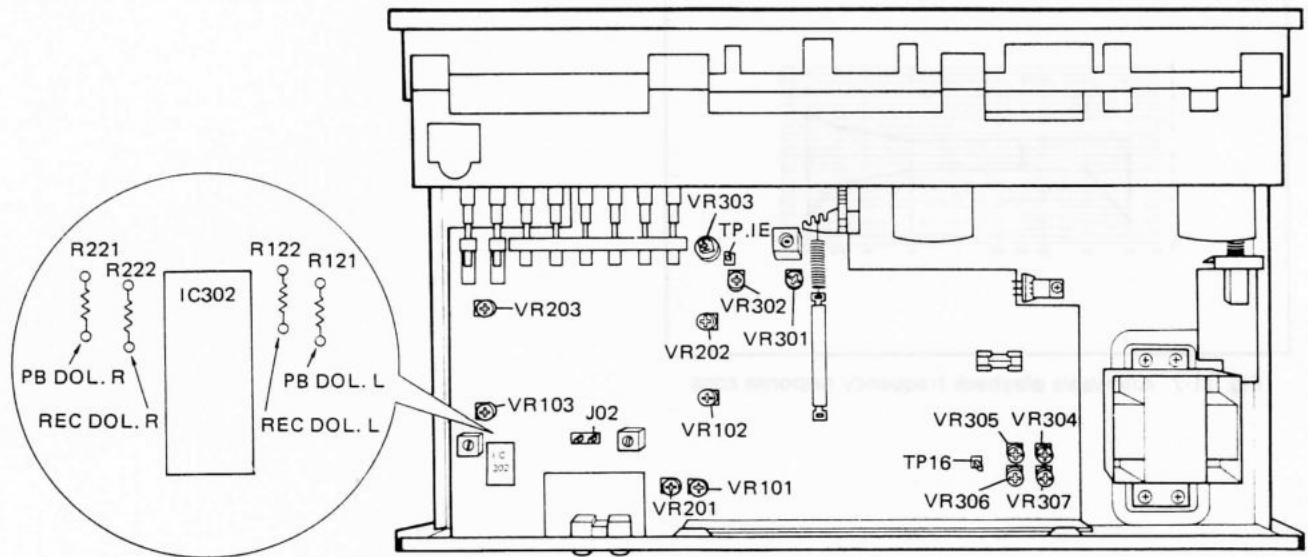 R221
R222
R122
R121
IC302
PB DOL. R
REC DOL. R
PB DOL. L
REC DOL. L
VR303
TP.IE
VR302
VR301
VR203
VR202
VR103
J02
VR102
IC
302
VR201
VR101
VR305
VR304
TP16
VR306
VR307